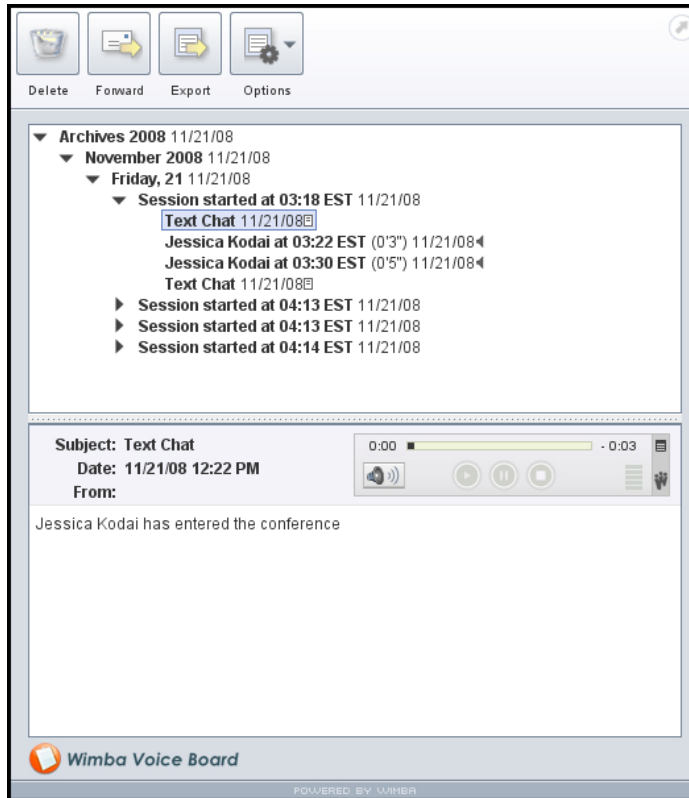 Delete Forward Export Options
Archives 2008 11/21/08
November 2008 11/21/08
Friday, 21 11/21/08
Session started at 03:18 EST 11/21/08
Text Chat 11/21/08
Jessica Kodai at 03:22 EST (0'3") 11/21/08
Jessica Kodai at 03:30 EST (0'5") 11/21/08
Text Chat 11/21/08
Session started at 04:13 EST 11/21/08
Session started at 04:13 EST 11/21/08
Session started at 04:14 EST 11/21/08
Subject: Text Chat 0:00 - 0:03
Date: 11/21/08 12:22 PM
From:
Jessica Kodai has entered the conference
Wimba Voice Board
POWERED BY WIMBA